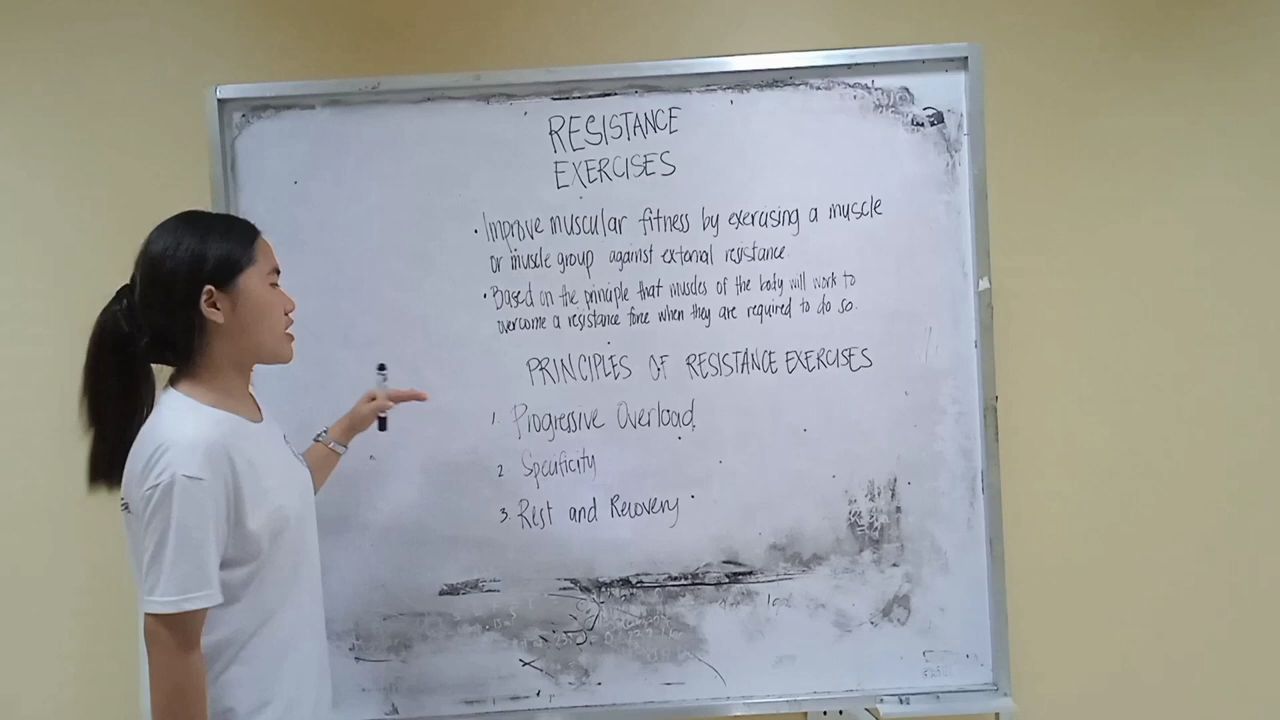 RESISTANCE
EXERCISES
• Improve muscular fitness by exercising a muscle
or muscle group against external resistance.
• Based on the principle that muscles of the body will work to
overcome a resistance force when they are required to do so.
PRINCIPLES OF RESISTANCE EXERCISES
1. Progressive Overload
2. Specificity
3. Rest and Recovery